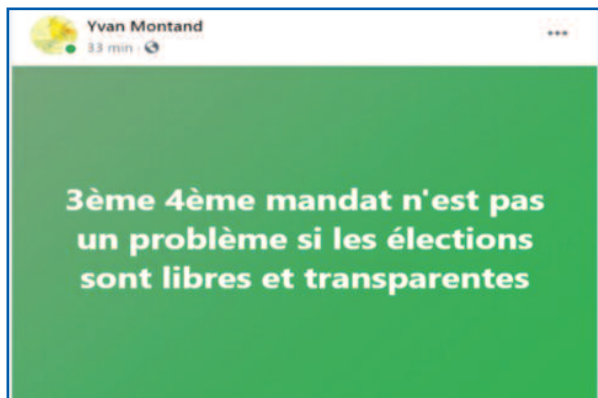 Yvan Montand
33 min
3ème 4ème mandat n'est pas
un problème si les élections
sont libres et transparentes